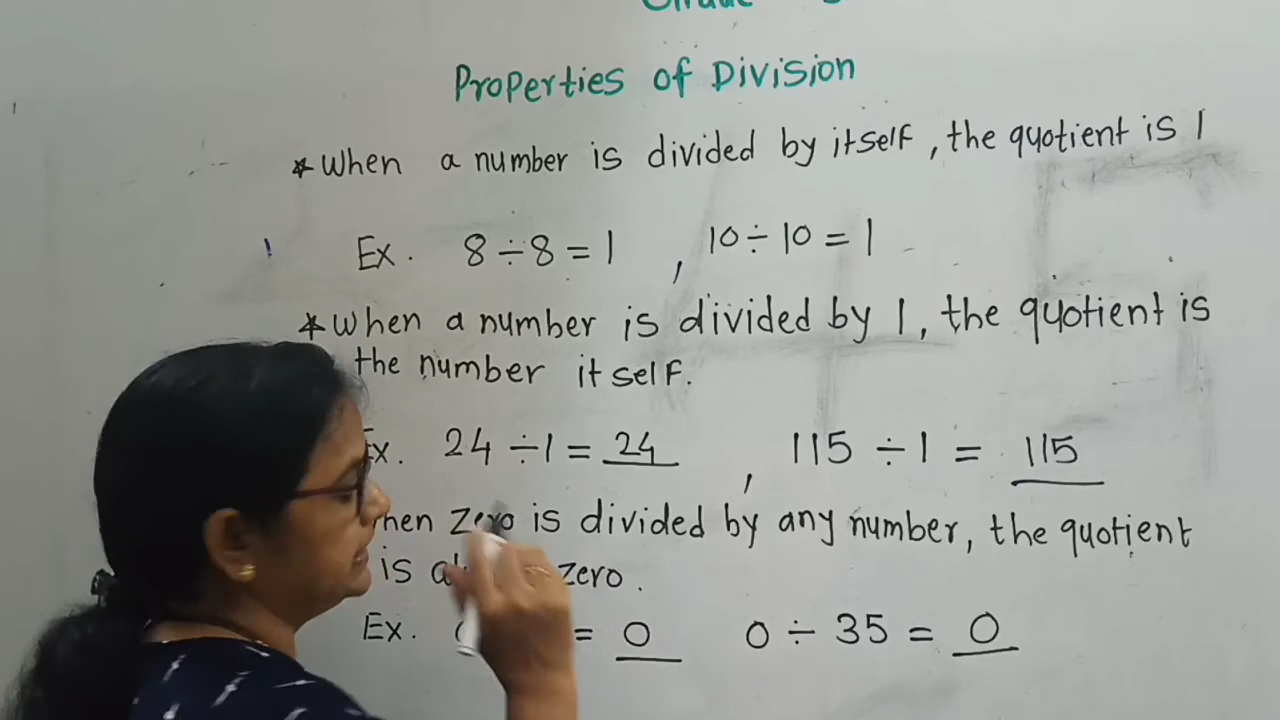 Properties of Division
* When a number is divided by itself, the quotient is 1
Ex. 8 ÷ 8 = 1 , 10 ÷ 10 = 1
* When a number is divided by 1, the quotient is
the number itself.
Ex. 24 ÷ 1 = 24 , 115 ÷ 1 = 115
zero is divided by any number, the quotient
is zero.
Ex. = 0 0 ÷ 35 = 0